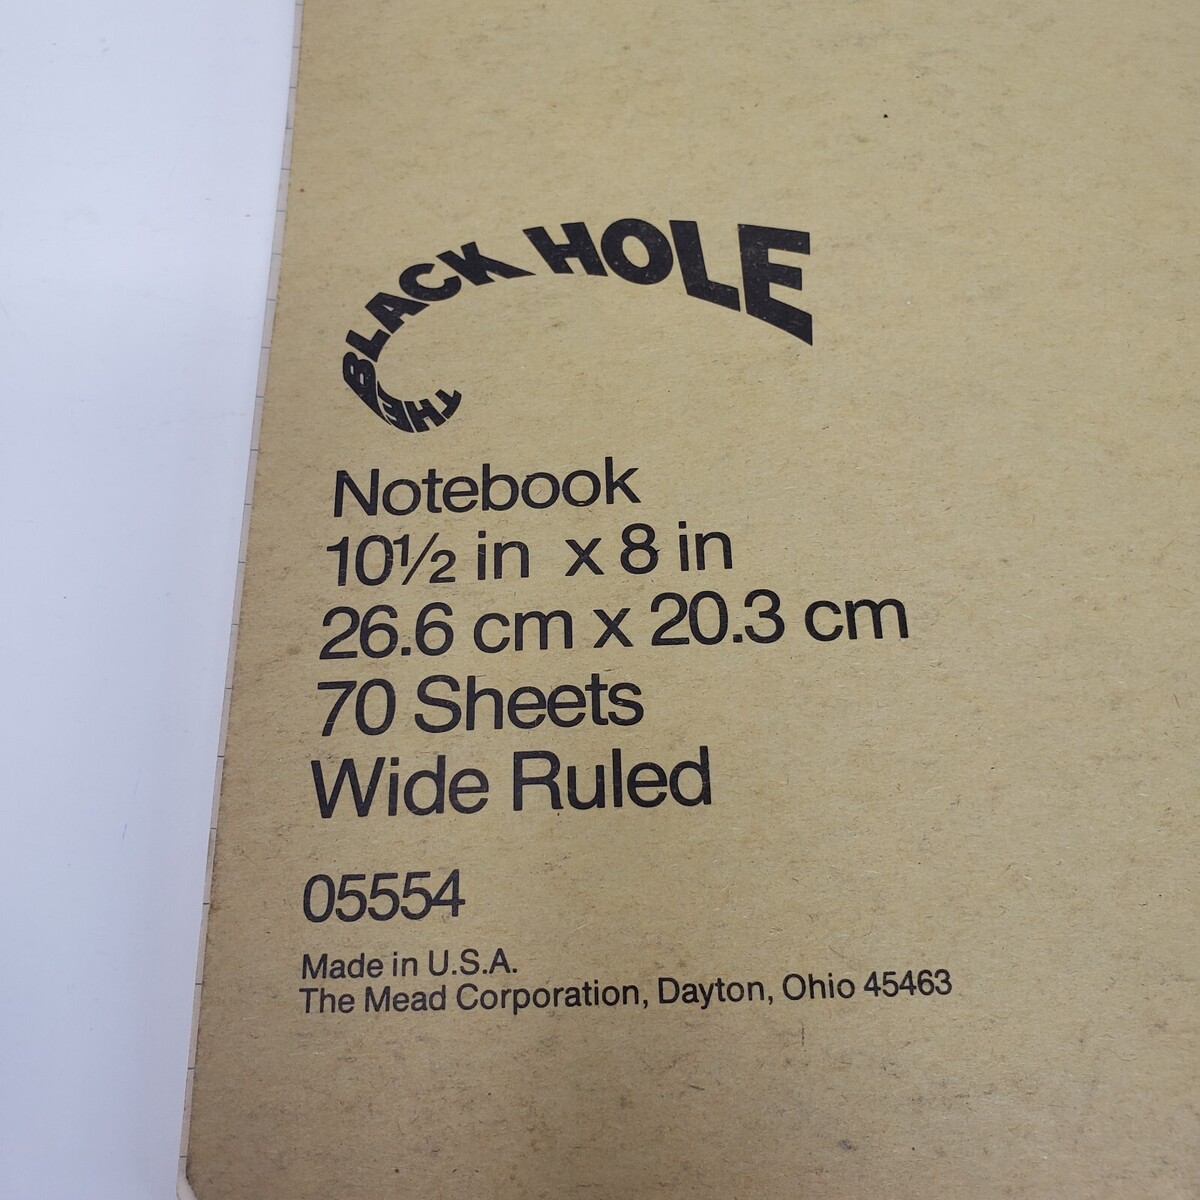 THE BLACK HOLE
Notebook
10½ in x 8 in
26.6 cm x 20.3 cm
70 Sheets
Wide Ruled
05554
Made in U.S.A.
The Mead Corporation, Dayton, Ohio 45463